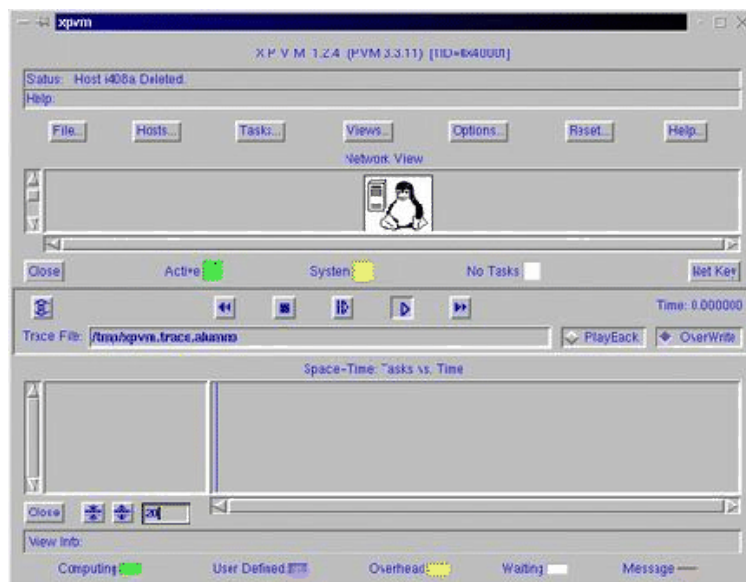 xpvm
X P V M 1.2.4 (PVM 3.3.11) [TID=0x40001]
Status: Host i408a Deleted.
Help:
File... Hosts... Tasks... Views... Options... Reset... Help...
Network View
Close Active System No Tasks Net Key
Time: 0.000000
Trace File: /tmp/xpvm.trace.alumno PlayBack OverWrite
Space-Time: Tasks vs. Time
Close 20
View Info:
Computing User Defined Overhead Waiting Message